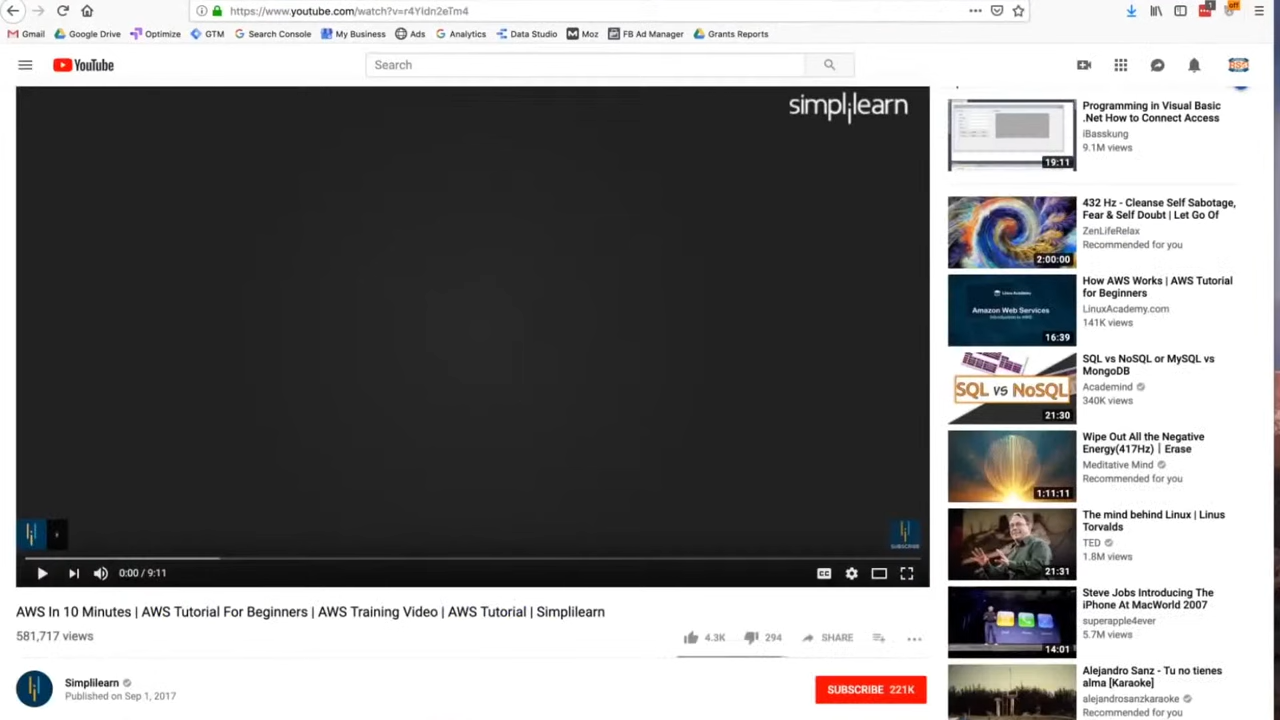 https://www.youtube.com/watch?v=r4YIdn2eTm4
1
off
Gmail
Google Drive
Optimize
GTM
Search Console
My Business
Ads
Analytics
Data Studio
Moz
FB Ad Manager
Grants Reports
YouTube
Search
simplilearn
SUBSCRIBE
0:00 / 9:11
CC
AWS In 10 Minutes | AWS Tutorial For Beginners | AWS Training Video | AWS Tutorial | Simplilearn
581,717 views
4.3K
294
SHARE
Simplilearn
Published on Sep 1, 2017
SUBSCRIBE 221K
19:11
Programming in Visual Basic
.Net How to Connect Access
iBasskung
9.1M views
2:00:00
432 Hz - Cleanse Self Sabotage,
Fear & Self Doubt | Let Go Of
ZenLifeRelax
Recommended for you
Linux Academy
Amazon Web Services
16:39
How AWS Works | AWS Tutorial
for Beginners
LinuxAcademy.com
141K views
SQL vs NoSQL
21:30
SQL vs NoSQL or MySQL vs
MongoDB
Academind
340K views
1:11:11
Wipe Out All the Negative
Energy(417Hz) | Erase
Meditative Mind
Recommended for you
21:31
The mind behind Linux | Linus
Torvalds
TED
1.8M views
14:01
Steve Jobs Introducing The
iPhone At MacWorld 2007
superapple4ever
5.7M views
Alejandro Sanz - Tu no tienes
alma [Karaoke]
alejandrosanzkaraoke
Recommended for you